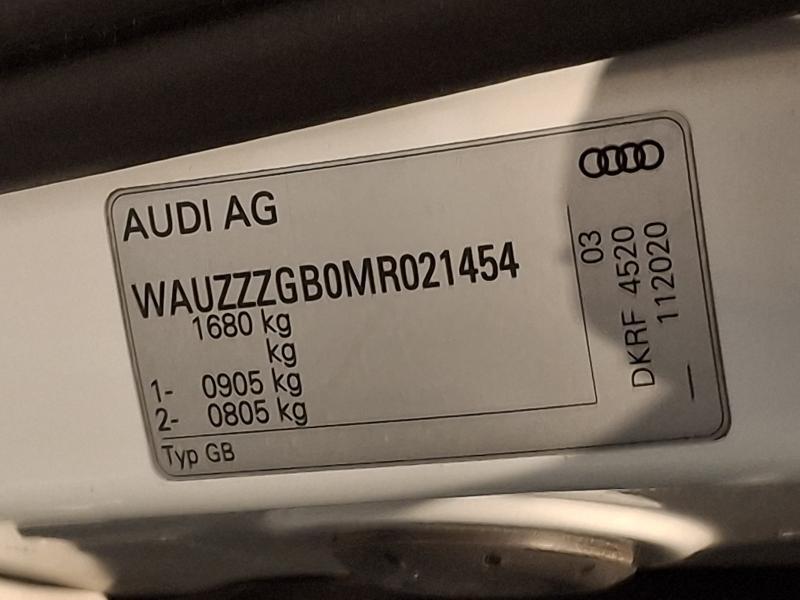 AUDI AG
WAUZZZGB0MR021454
1680 kg
kg
1- 0905 kg
2- 0805 kg
Typ GB
03
DKRF 4520
112020
—